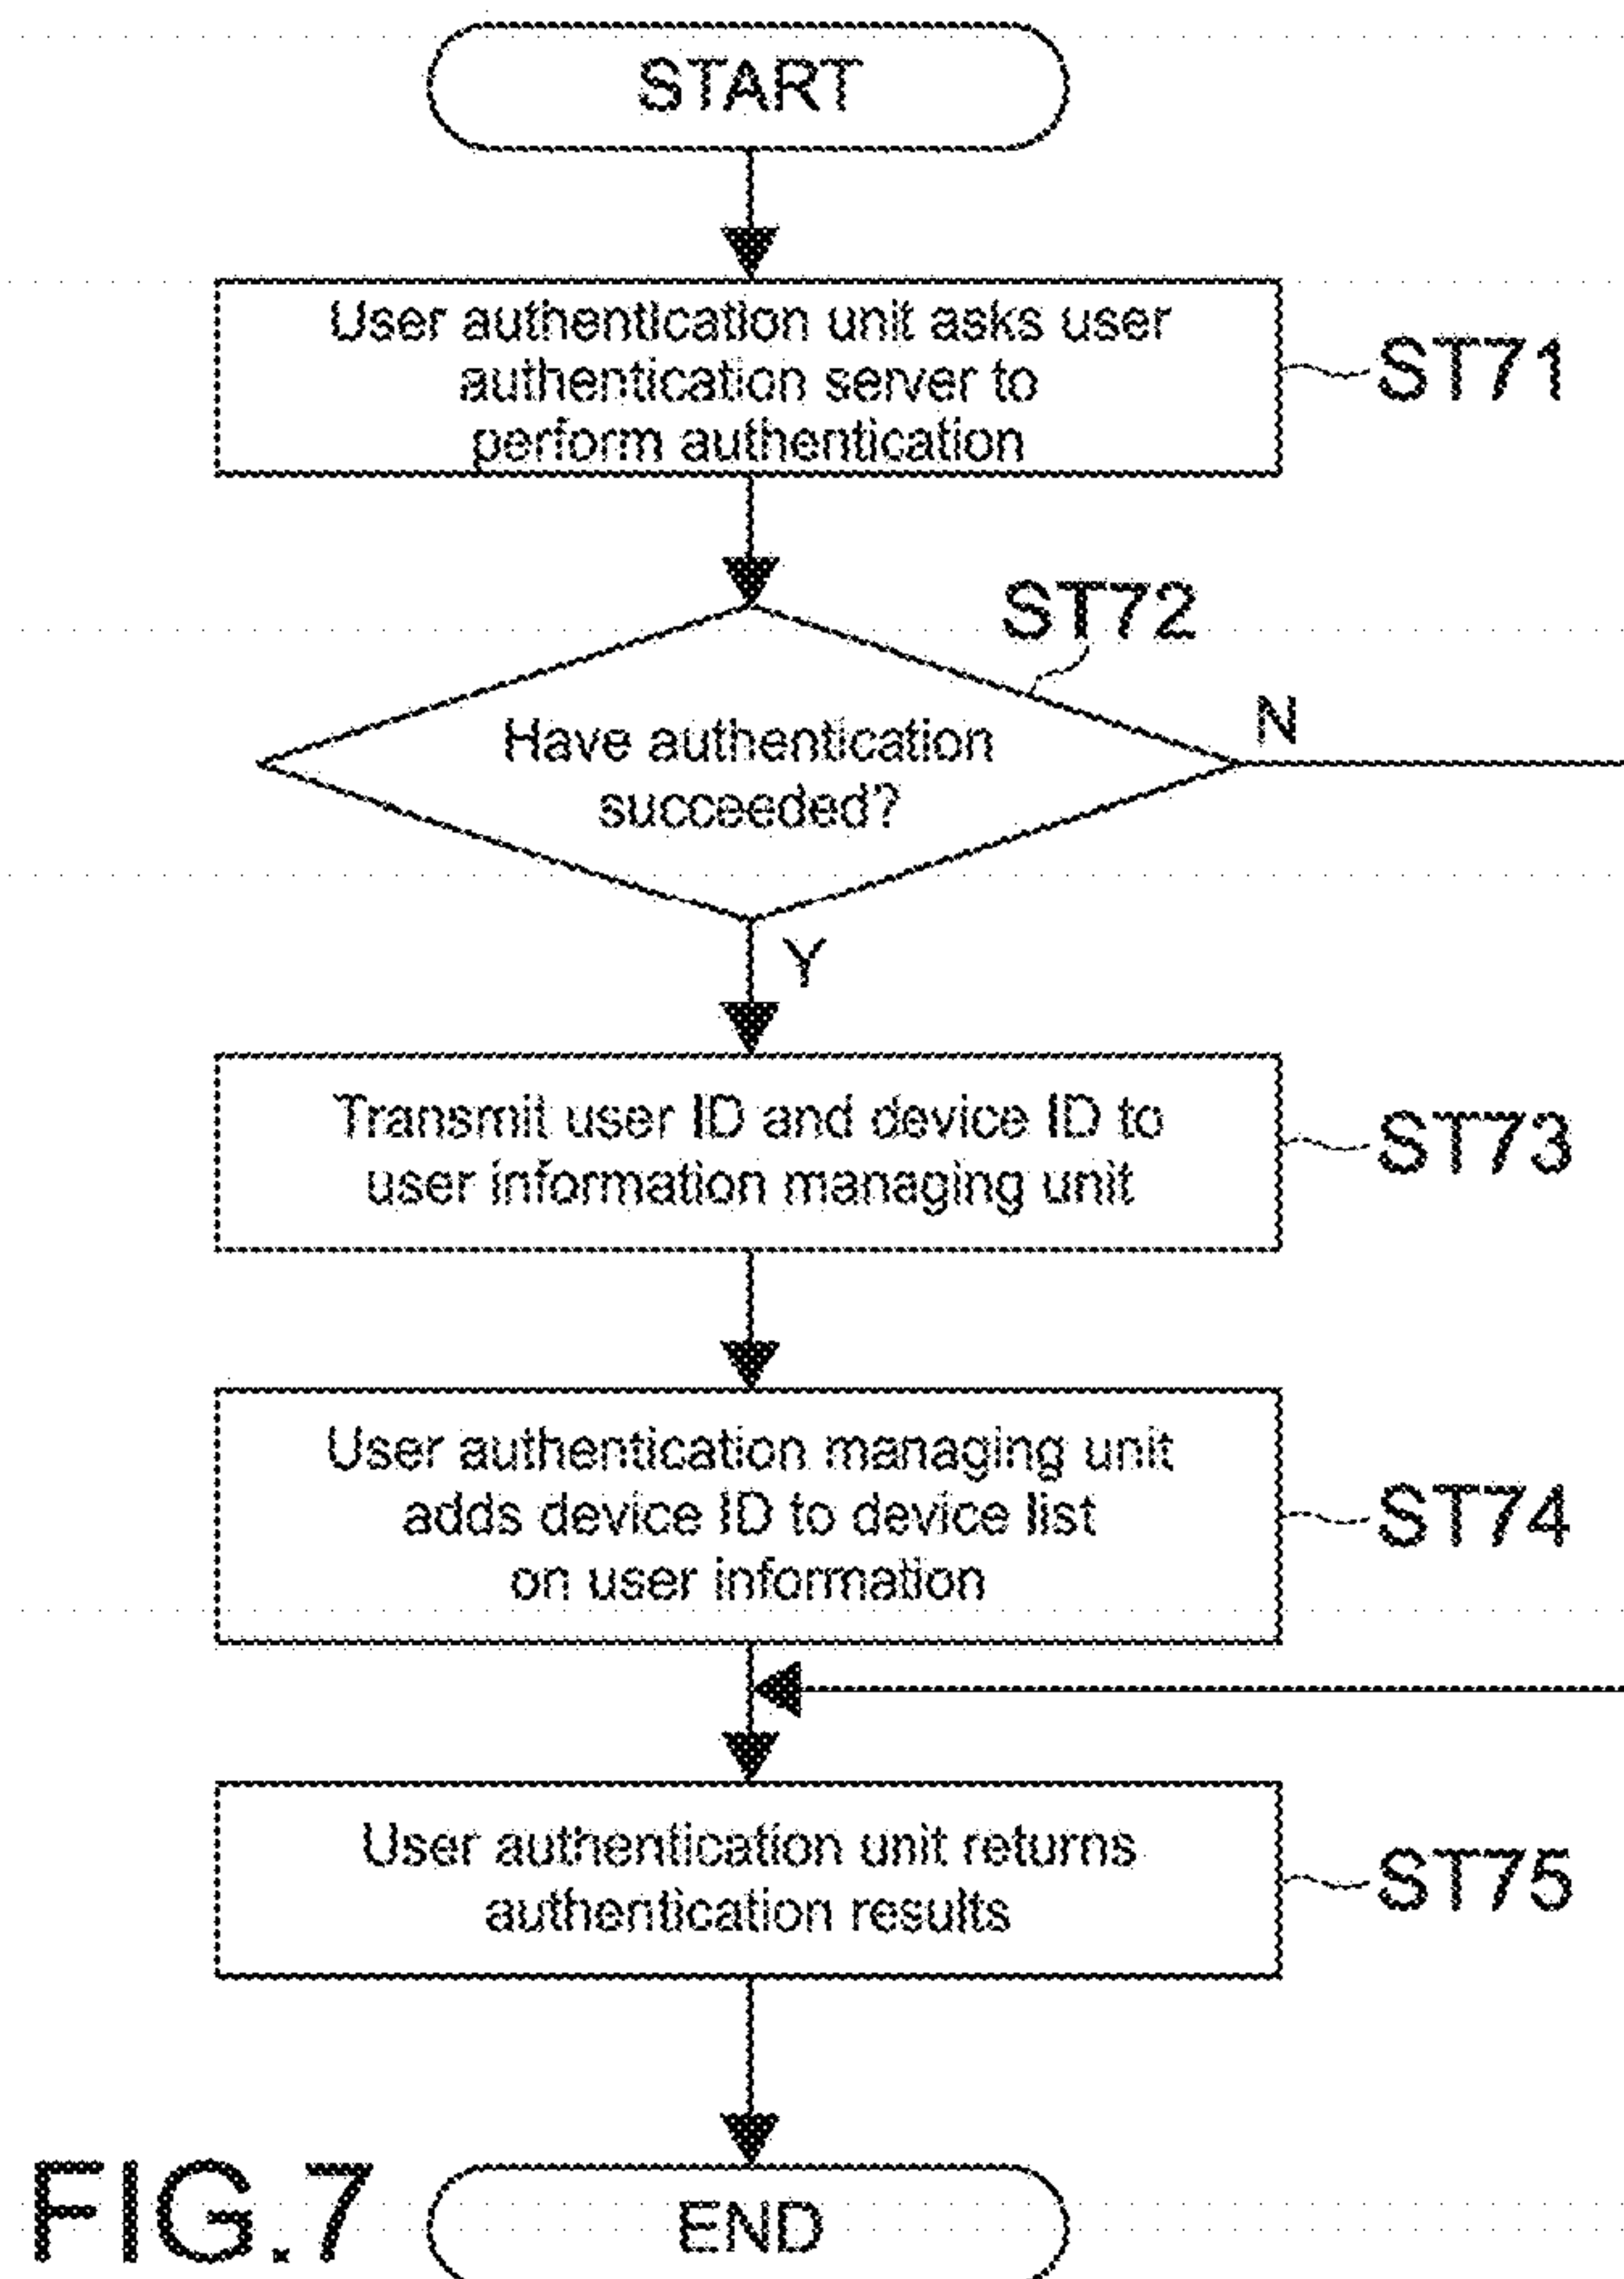 START
User authentication unit asks user
authentication server to
perform authentication
ST71
ST72
Have authentication
succeeded?
N
Y
Transmit user ID and device ID to
user information managing unit
ST73
User authentication managing unit
adds device ID to device list
on user information
ST74
User authentication unit returns
authentication results
ST75
END
FIG.7